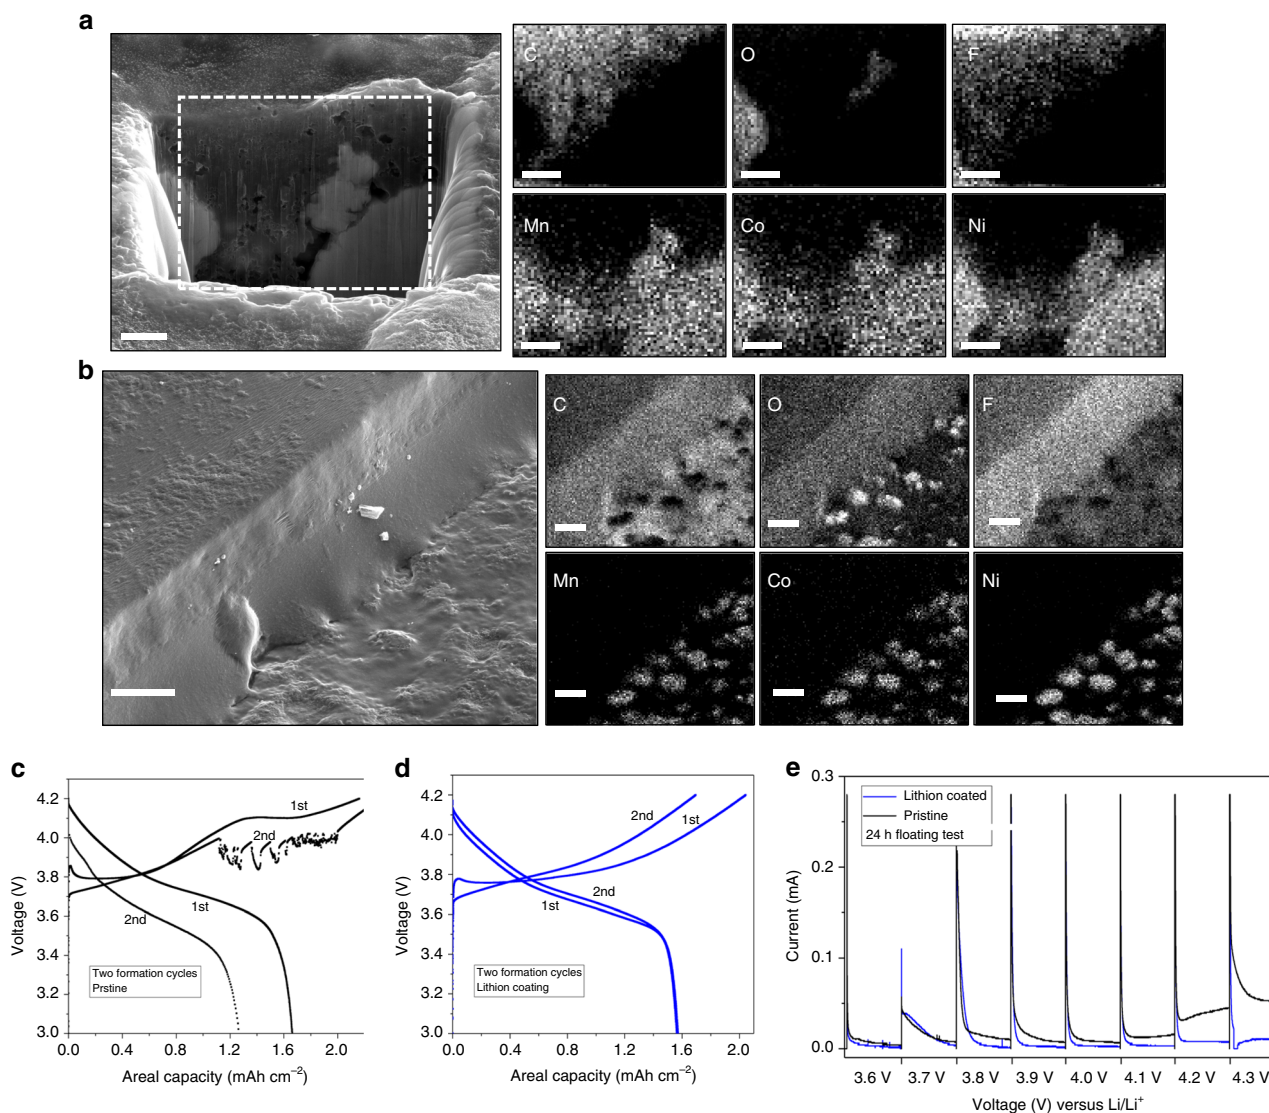 a
C
O
F
Mn
Co
Ni
b
C
O
F
Mn
Co
Ni
c
4.2
4.0
3.8
3.6
3.4
3.2
3.0
Voltage (V)
1st
2nd
1st
2nd
Two formation cycles
Prstine
0.0 0.4 0.8 1.2 1.6 2.0
Areal capacity (mAh cm⁻²)
d
4.2
4.0
3.8
3.6
3.4
3.2
3.0
Voltage (V)
2nd
1st
2nd
1st
Two formation cycles
Lithion coating
0.0 0.4 0.8 1.2 1.6 2.0
Areal capacity (mAh cm⁻²)
e
0.3
0.2
0.1
0.0
Current (mA)
Lithion coated
Pristine
24 h floating test
3.6 V 3.7 V 3.8 V 3.9 V 4.0 V 4.1 V 4.2 V 4.3 V
Voltage (V) versus Li/Li⁺